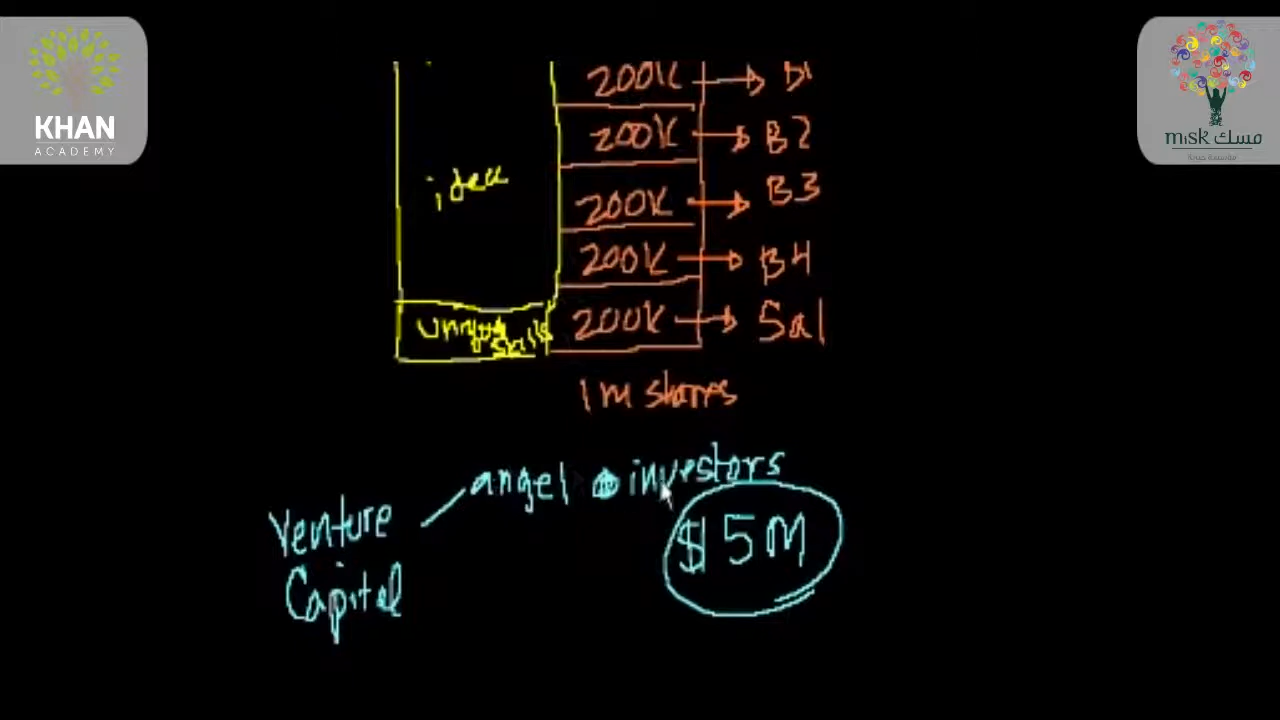 KHAN
ACADEMY
mısk مسك
200K → B1
200K → B2
idea
200K → B3
200K → B4
200K → Sal
1m shares
angel investors
Venture
Capital
$5M